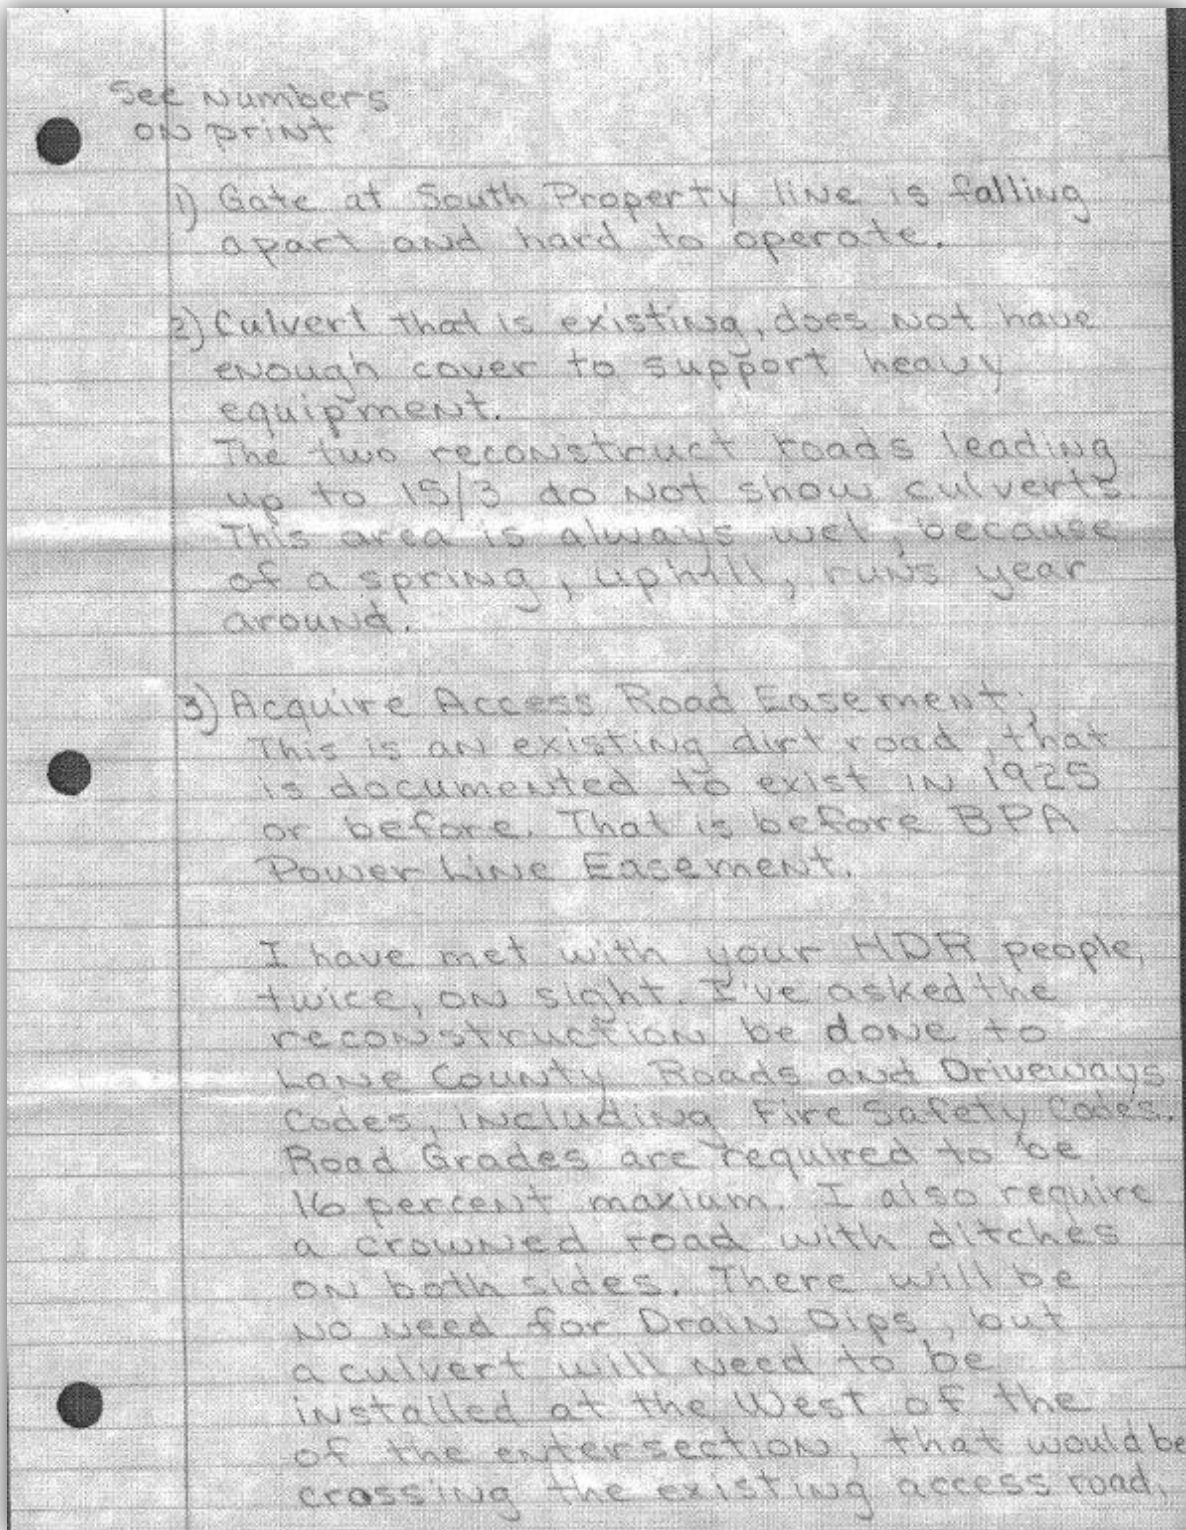 See Numbers
on print
1) Gate at South Property line is falling
apart and hard to operate.
2) Culvert that is existing, does not have
enough cover to support heavy
equipment.
The two reconstruct roads leading
up to 15/3 do not show culverts.
This area is always wet, because
of a spring, uphill, runs year
around.
3) Acquire Access Road Easement;
This is an existing dirt road, that
is documented to exist in 1925
or before. That is before BPA
Power Line Easement.
I have met with your HDR people,
twice, on sight. I've asked the
reconstruction be done to
Lane County Roads and Driveways
Codes, including Fire Safety Codes.
Road Grades are required to be
16 percent maxium. I also require
a crowned road with ditches
on both sides. There will be
no need for Drain Dips, but
a culvert will need to be
installed at the West of the
of the entersection, that would be
crossing the existing access road,